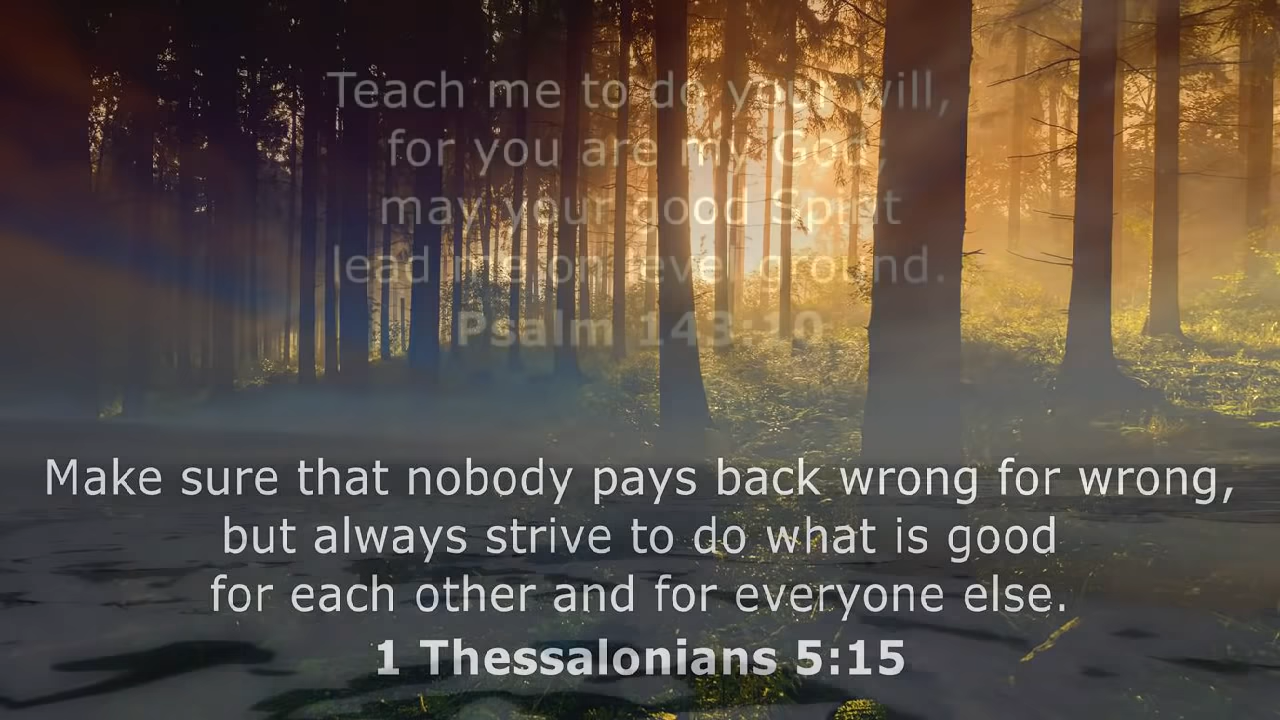 Teach me to do your will,
for you are my God;
may your good Spirit
lead me on level ground.
Psalm 143:10
Make sure that nobody pays back wrong for wrong,
but always strive to do what is good
for each other and for everyone else.
1 Thessalonians 5:15